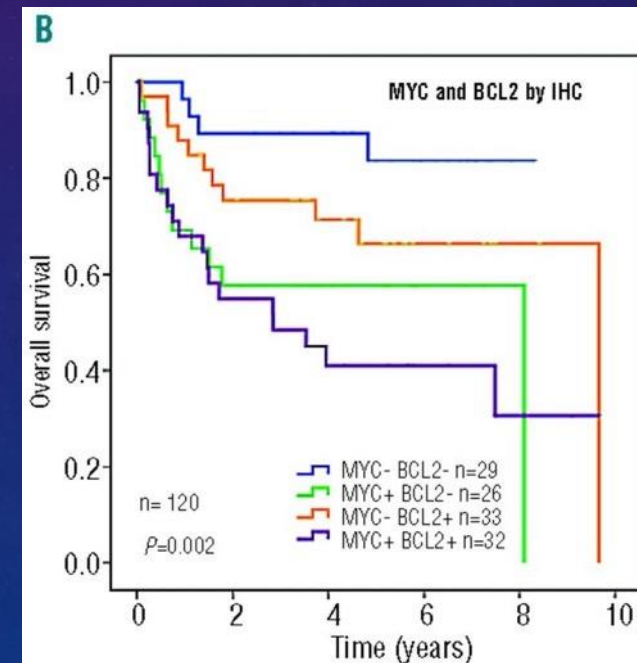 B
MYC and BCL2 by IHC
1.0
0.8
0.6
0.4
0.2
0.0
Overall survival
MYC- BCL2- n=29
MYC+ BCL2- n=26
MYC- BCL2+ n=33
MYC+ BCL2+ n=32
n= 120
P=0.002
0 2 4 6 8 10
Time (years)